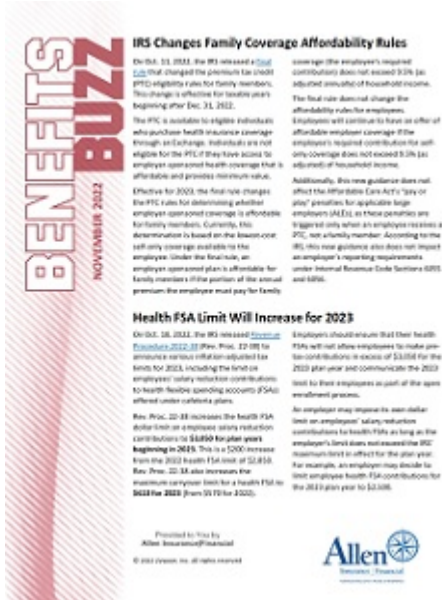 BENEFITS
BUZZ
NOVEMBER 2022
IRS Changes Family Coverage Affordability Rules
On Oct. 11, 2022, the IRS released a final
rule that changed the premium tax credit
(PTC) eligibility rules for family members.
This change is effective for taxable years
beginning after Dec. 31, 2022.
The PTC is available to eligible individuals
who purchase health insurance coverage
through an Exchange. Individuals are not
eligible for the PTC if they have access to
employer-sponsored health coverage that is
affordable and provides minimum value.
Effective for 2023, the final rule changes
the PTC rules for determining whether
employer-sponsored coverage is affordable
for family members. Currently, this
determination is based on the lowest-cost
self-only coverage available to the
employee. Under the final rule, an
employer-sponsored plan is affordable for
family members if the portion of the annual
premium the employee must pay for family
coverage (the employee's required
contribution) does not exceed 9.5% (as
adjusted annually) of household income.
The final rule does not change the
affordability rules for employees.
Employees will continue to have an offer of
affordable employer coverage if the
employee's required contribution for self-
only coverage does not exceed 9.5% (as
adjusted) of household income.
Additionally, this new guidance does not
affect the Affordable Care Act's "pay or
play" penalties for applicable large
employers (ALEs), as these penalties are
triggered only when an employee receives a
PTC, not a family member. According to the
IRS, this new guidance also does not impact
an employer's reporting requirements
under Internal Revenue Code Sections 6055
and 6056.
Health FSA Limit Will Increase for 2023
On Oct. 18, 2022, the IRS released Revenue
Procedure 2022-38 (Rev. Proc. 22-38) to
announce various inflation-adjusted tax
limits for 2023, including the limit on
employees' salary reduction contributions
to health flexible spending accounts (FSAs)
offered under cafeteria plans.
Rev. Proc. 22-38 increases the health FSA
dollar limit on employee salary reduction
contributions to $3,050 for plan years
beginning in 2023. This is a $200 increase
from the 2022 health FSA limit of $2,850.
Rev. Proc. 22-38 also increases the
maximum carryover limit for a health FSA to
$610 for 2023 (from $570 for 2022).
Employers should ensure that their health
FSAs will not allow employees to make pre-
tax contributions in excess of $3,050 for the
2023 plan year and communicate the 2023
limit to their employees as part of the open
enrollment process.
An employer may impose its own dollar
limit on employees' salary reduction
contributions to health FSAs as long as the
employer's limit does not exceed the IRS'
maximum limit in effect for the plan year.
For example, an employer may decide to
limit employee health FSA contributions for
the 2023 plan year to $2,500.
Provided to You by
Allen Insurance|Financial
© 2022 Zywave, Inc. All rights reserved
Allen
Insurance | Financial